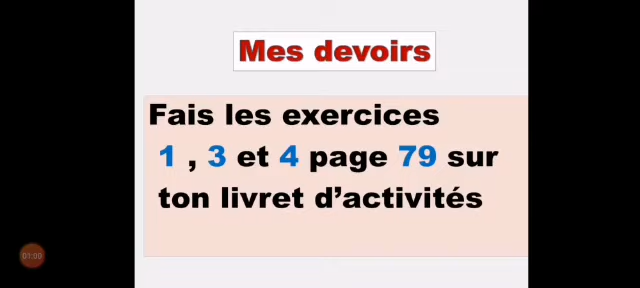 Mes devoirs
Fais les exercices
1 , 3 et 4 page 79 sur
ton livret d’activités
01:00